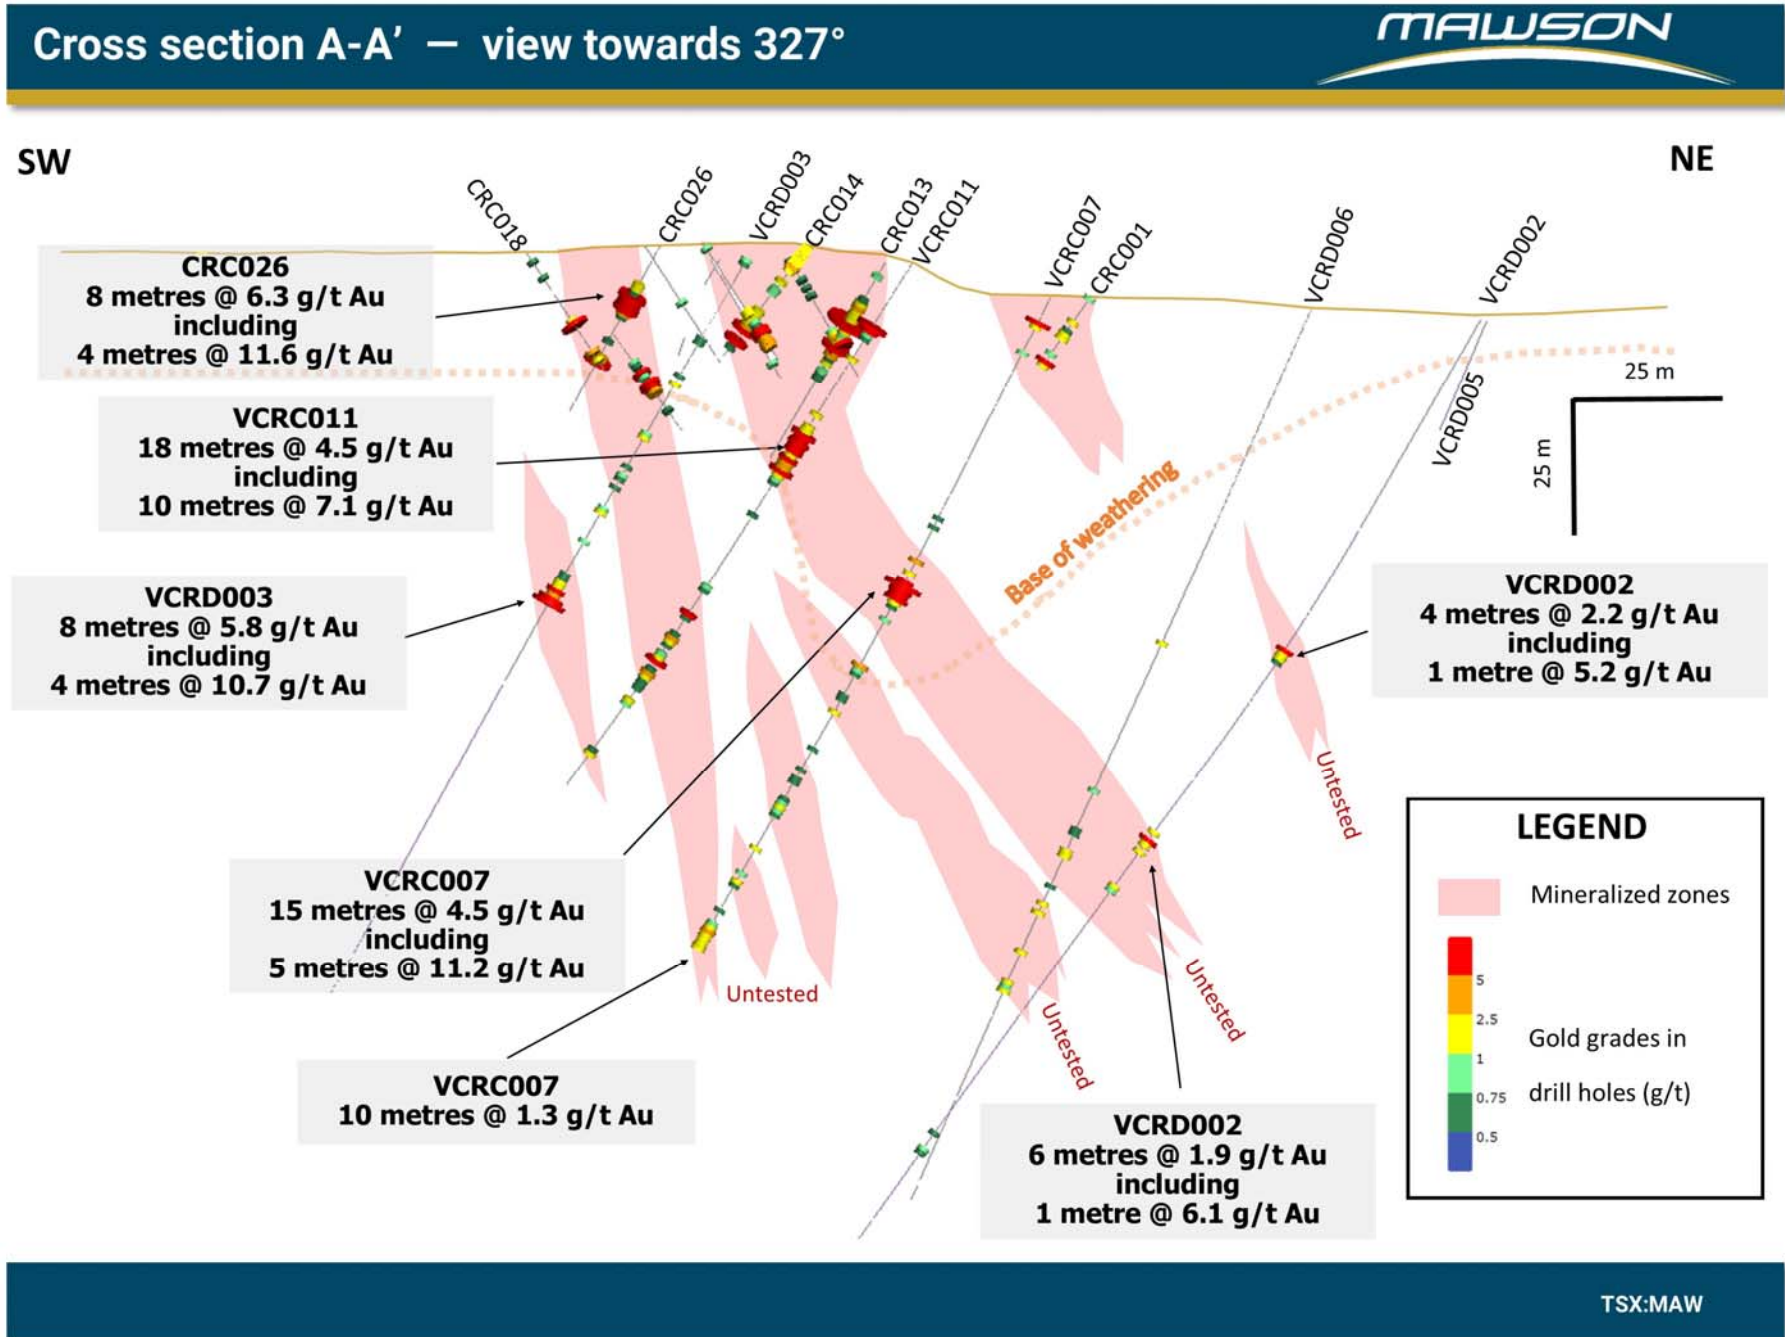 Cross section A-A’ — view towards 327°
MAWSON
SW
NE
CRC018
CRC026
VCRD003
CRC014
CRC013
VCRC011
VCRC007
CRC001
VCRD006
VCRD002
VCRD005
CRC026
8 metres @ 6.3 g/t Au
including
4 metres @ 11.6 g/t Au
VCRC011
18 metres @ 4.5 g/t Au
including
10 metres @ 7.1 g/t Au
VCRD003
8 metres @ 5.8 g/t Au
including
4 metres @ 10.7 g/t Au
VCRC007
15 metres @ 4.5 g/t Au
including
5 metres @ 11.2 g/t Au
VCRC007
10 metres @ 1.3 g/t Au
Base of weathering
25 m
25 m
VCRD002
4 metres @ 2.2 g/t Au
including
1 metre @ 5.2 g/t Au
VCRD002
6 metres @ 1.9 g/t Au
including
1 metre @ 6.1 g/t Au
Untested
Untested
Untested
Untested
LEGEND
Mineralized zones
5
2.5
1
0.75
0.5
Gold grades in
drill holes (g/t)
TSX:MAW